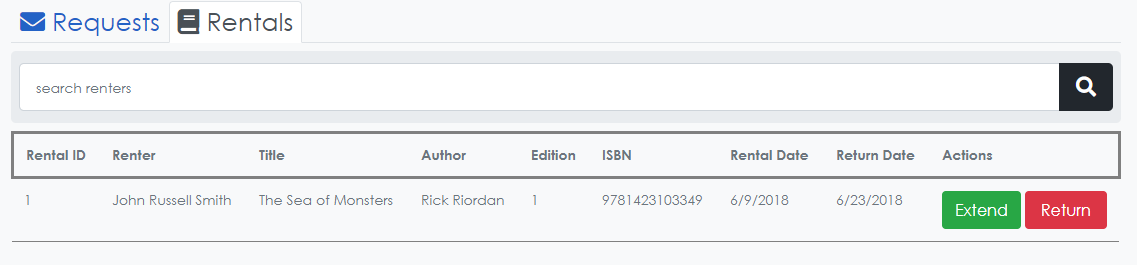 Requests Rentals
search renters
Rental ID Renter Title Author Edition ISBN Rental Date Return Date Actions
1 John Russell Smith The Sea of Monsters Rick Riordan 1 9781423103349 6/9/2018 6/23/2018 Extend Return